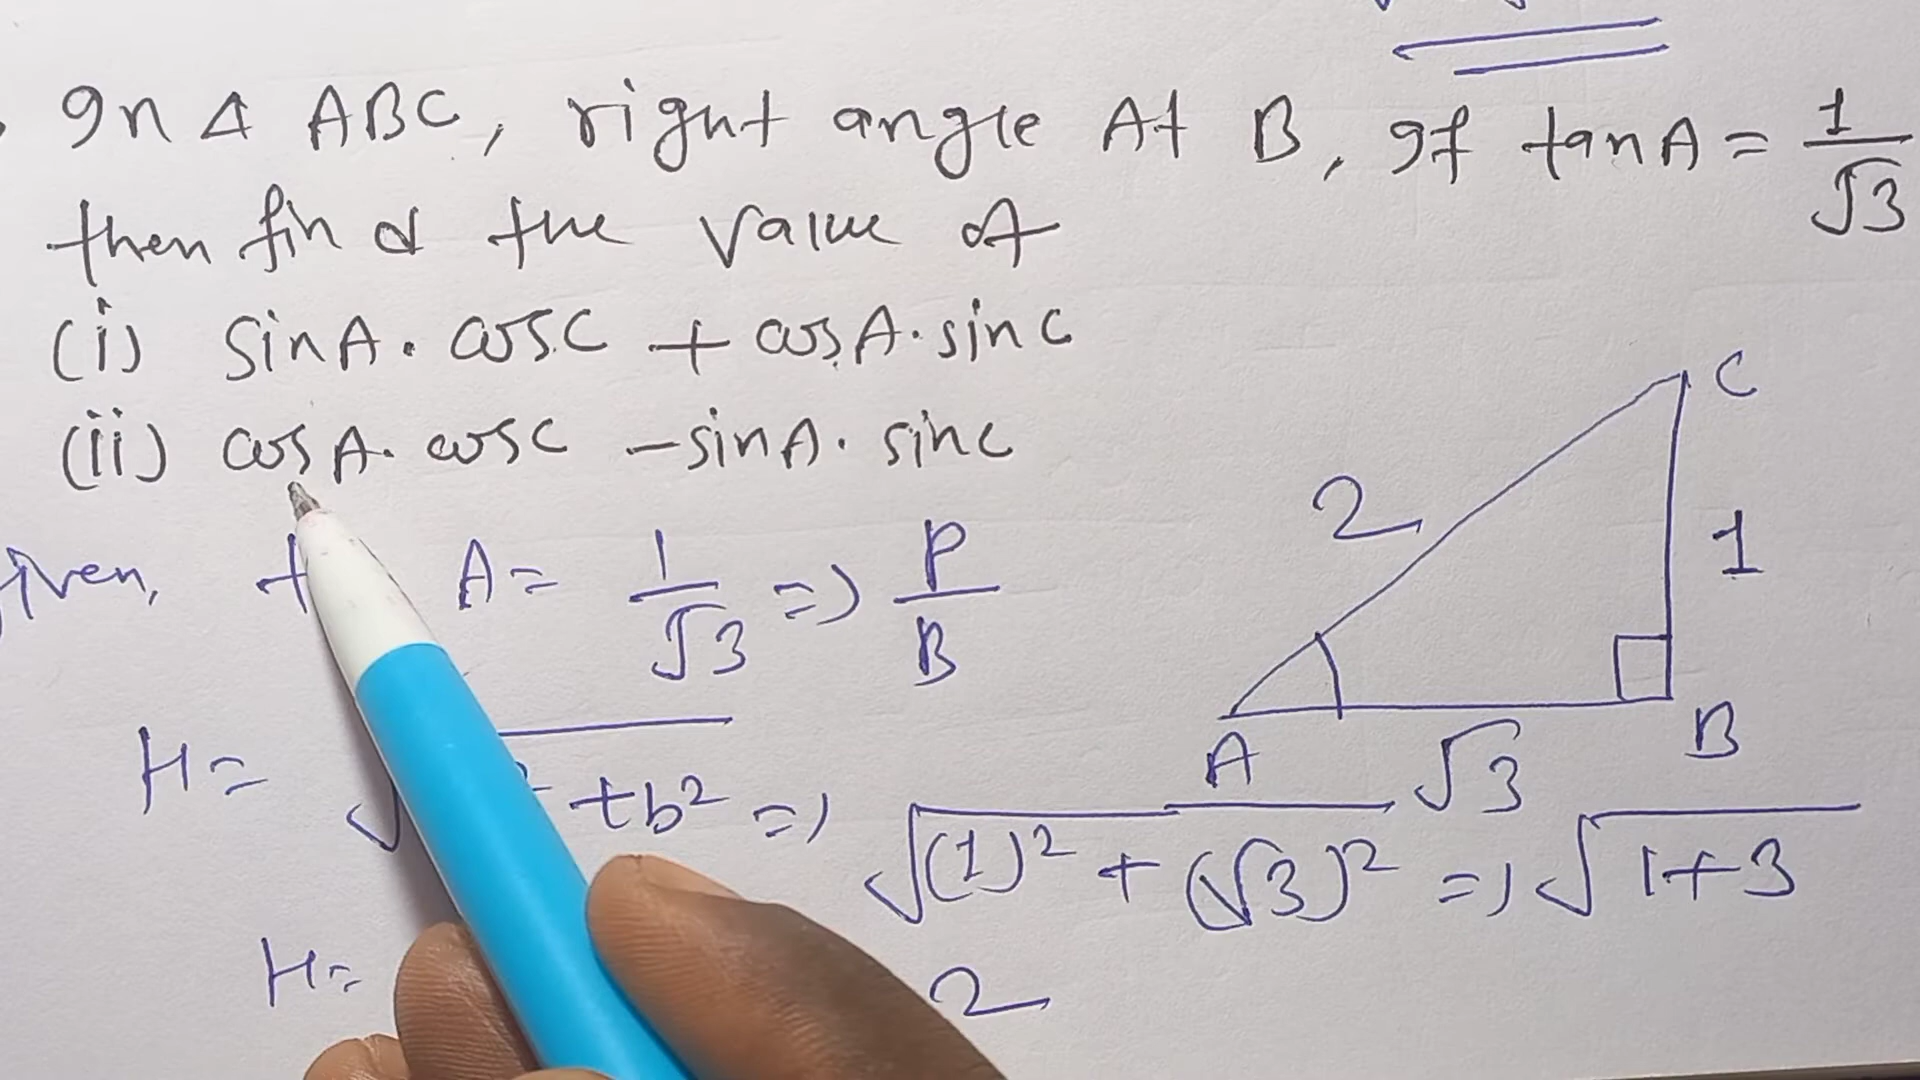 In Δ ABC, right angle At B, If tanA = 1/√3
then find the value of
(i) sinA. cosC + cosA. sinC
(ii) cosA. cosC - sinA. sinC
A = 1/√3 => P/B
H = √ + b² => √(1)² + (√3)² => √1+3
H = 2
C
2
1
A
√3
B